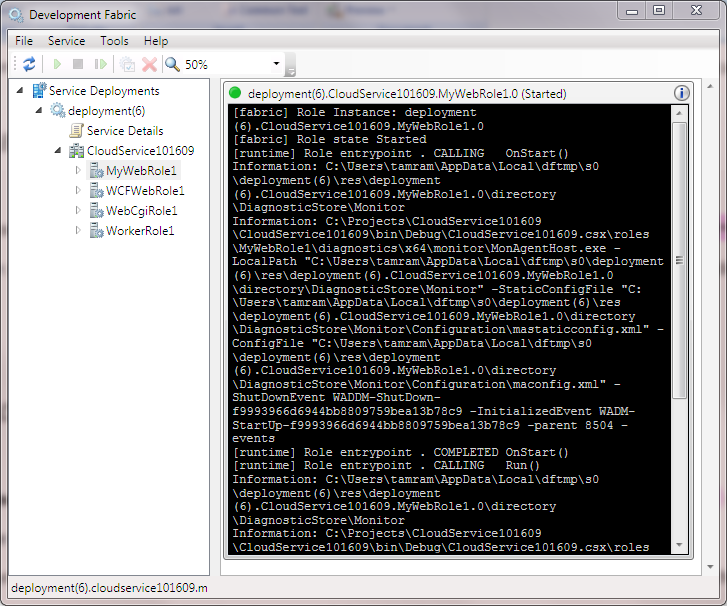 Development Fabric
File Service Tools Help
50%
Service Deployments
deployment(6)
Service Details
CloudService101609
MyWebRole1
WCFWebRole1
WebCgiRole1
WorkerRole1
deployment(6).CloudService101609.MyWebRole1.0 (Started)
[fabric] Role Instance: deployment
(6).CloudService101609.MyWebRole1.0
[fabric] Role state Started
[runtime] Role entrypoint . CALLING   OnStart()
Information: C:\Users\tamram\AppData\Local\dftmp\s0
\deployment(6)\res\deployment
(6).CloudService101609.MyWebRole1.0\directory
\DiagnosticStore\Monitor
Information: C:\Projects\CloudService101609
\CloudService101609\bin\Debug\CloudService101609.csx\roles
\MyWebRole1\diagnostics\x64\monitor\MonAgentHost.exe -
LocalPath "C:\Users\tamram\AppData\Local\dftmp\s0\deployment
(6)\res\deployment(6).CloudService101609.MyWebRole1.0
\directory\DiagnosticStore\Monitor" -StaticConfigFile "C:
\Users\tamram\AppData\Local\dftmp\s0\deployment(6)\res
\deployment(6).CloudService101609.MyWebRole1.0\directory
\DiagnosticStore\Monitor\Configuration\mastaticconfig.xml" -
ConfigFile "C:\Users\tamram\AppData\Local\dftmp\s0
\deployment(6)\res\deployment
(6).CloudService101609.MyWebRole1.0\directory
\DiagnosticStore\Monitor\Configuration\maconfig.xml" -
ShutDownEvent WADDM-ShutDown-
f9993966d6944bb8809759bea13b78c9 -InitializedEvent WADM-
StartUp-f9993966d6944bb8809759bea13b78c9 -parent 8504 -
events
[runtime] Role entrypoint . COMPLETED OnStart()
[runtime] Role entrypoint . CALLING   Run()
Information: C:\Users\tamram\AppData\Local\dftmp\s0
\deployment(6)\res\deployment
(6).CloudService101609.MyWebRole1.0\directory
\DiagnosticStore\Monitor
Information: C:\Projects\CloudService101609
\CloudService101609\bin\Debug\CloudService101609.csx\roles
deployment(6).cloudservice101609.m